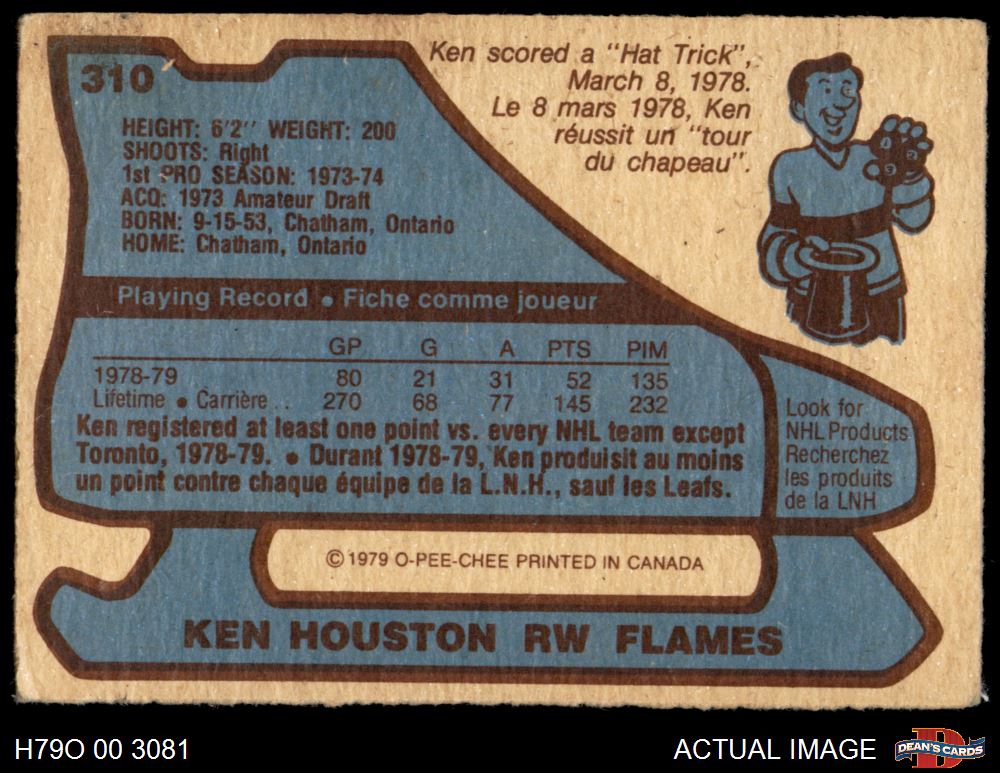 310
Ken scored a "Hat Trick",
March 8, 1978.
Le 8 mars 1978, Ken
réussit un "tour
du chapeau".
HEIGHT: 6'2" WEIGHT: 200
SHOOTS: Right
1st PRO SEASON: 1973-74
ACQ: 1973 Amateur Draft
BORN: 9-15-53, Chatham, Ontario
HOME: Chatham, Ontario
Playing Record • Fiche comme joueur
GP G A PTS PIM
1978-79 80 21 31 52 135
Lifetime • Carrière . . 270 68 77 145 232
Ken registered at least one point vs. every NHL team except
Toronto, 1978-79. • Durant 1978-79, Ken produisit au moins
un point contre chaque équipe de la L.N.H., sauf les Leafs.
Look for
NHL Products
Recherchez
les produits
de la LNH
© 1979 O-PEE-CHEE PRINTED IN CANADA
KEN HOUSTON RW FLAMES
H79O 00 3081
ACTUAL IMAGE
DEAN'S CARDS